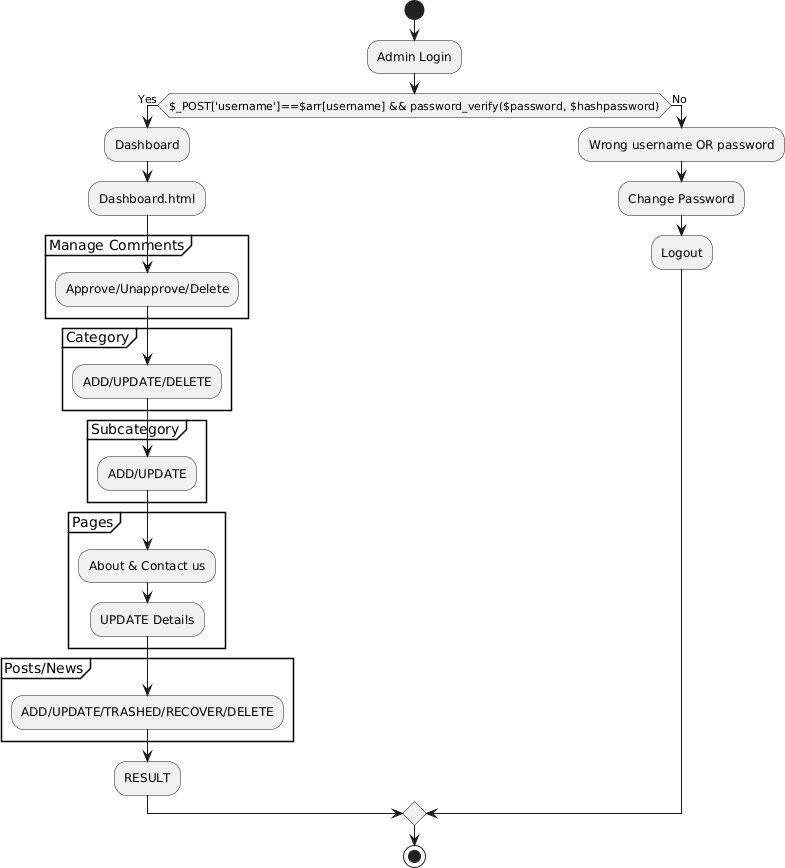 Admin Login
Yes
$_POST['username']==$arr[username] && password_verify($password, $hashpassword)
No
Dashboard
Dashboard.html
Manage Comments
Approve/Unapprove/Delete
Category
ADD/UPDATE/DELETE
Subcategory
ADD/UPDATE
Pages
About & Contact us
UPDATE Details
Posts/News
ADD/UPDATE/TRASHED/RECOVER/DELETE
RESULT
Wrong username OR password
Change Password
Logout